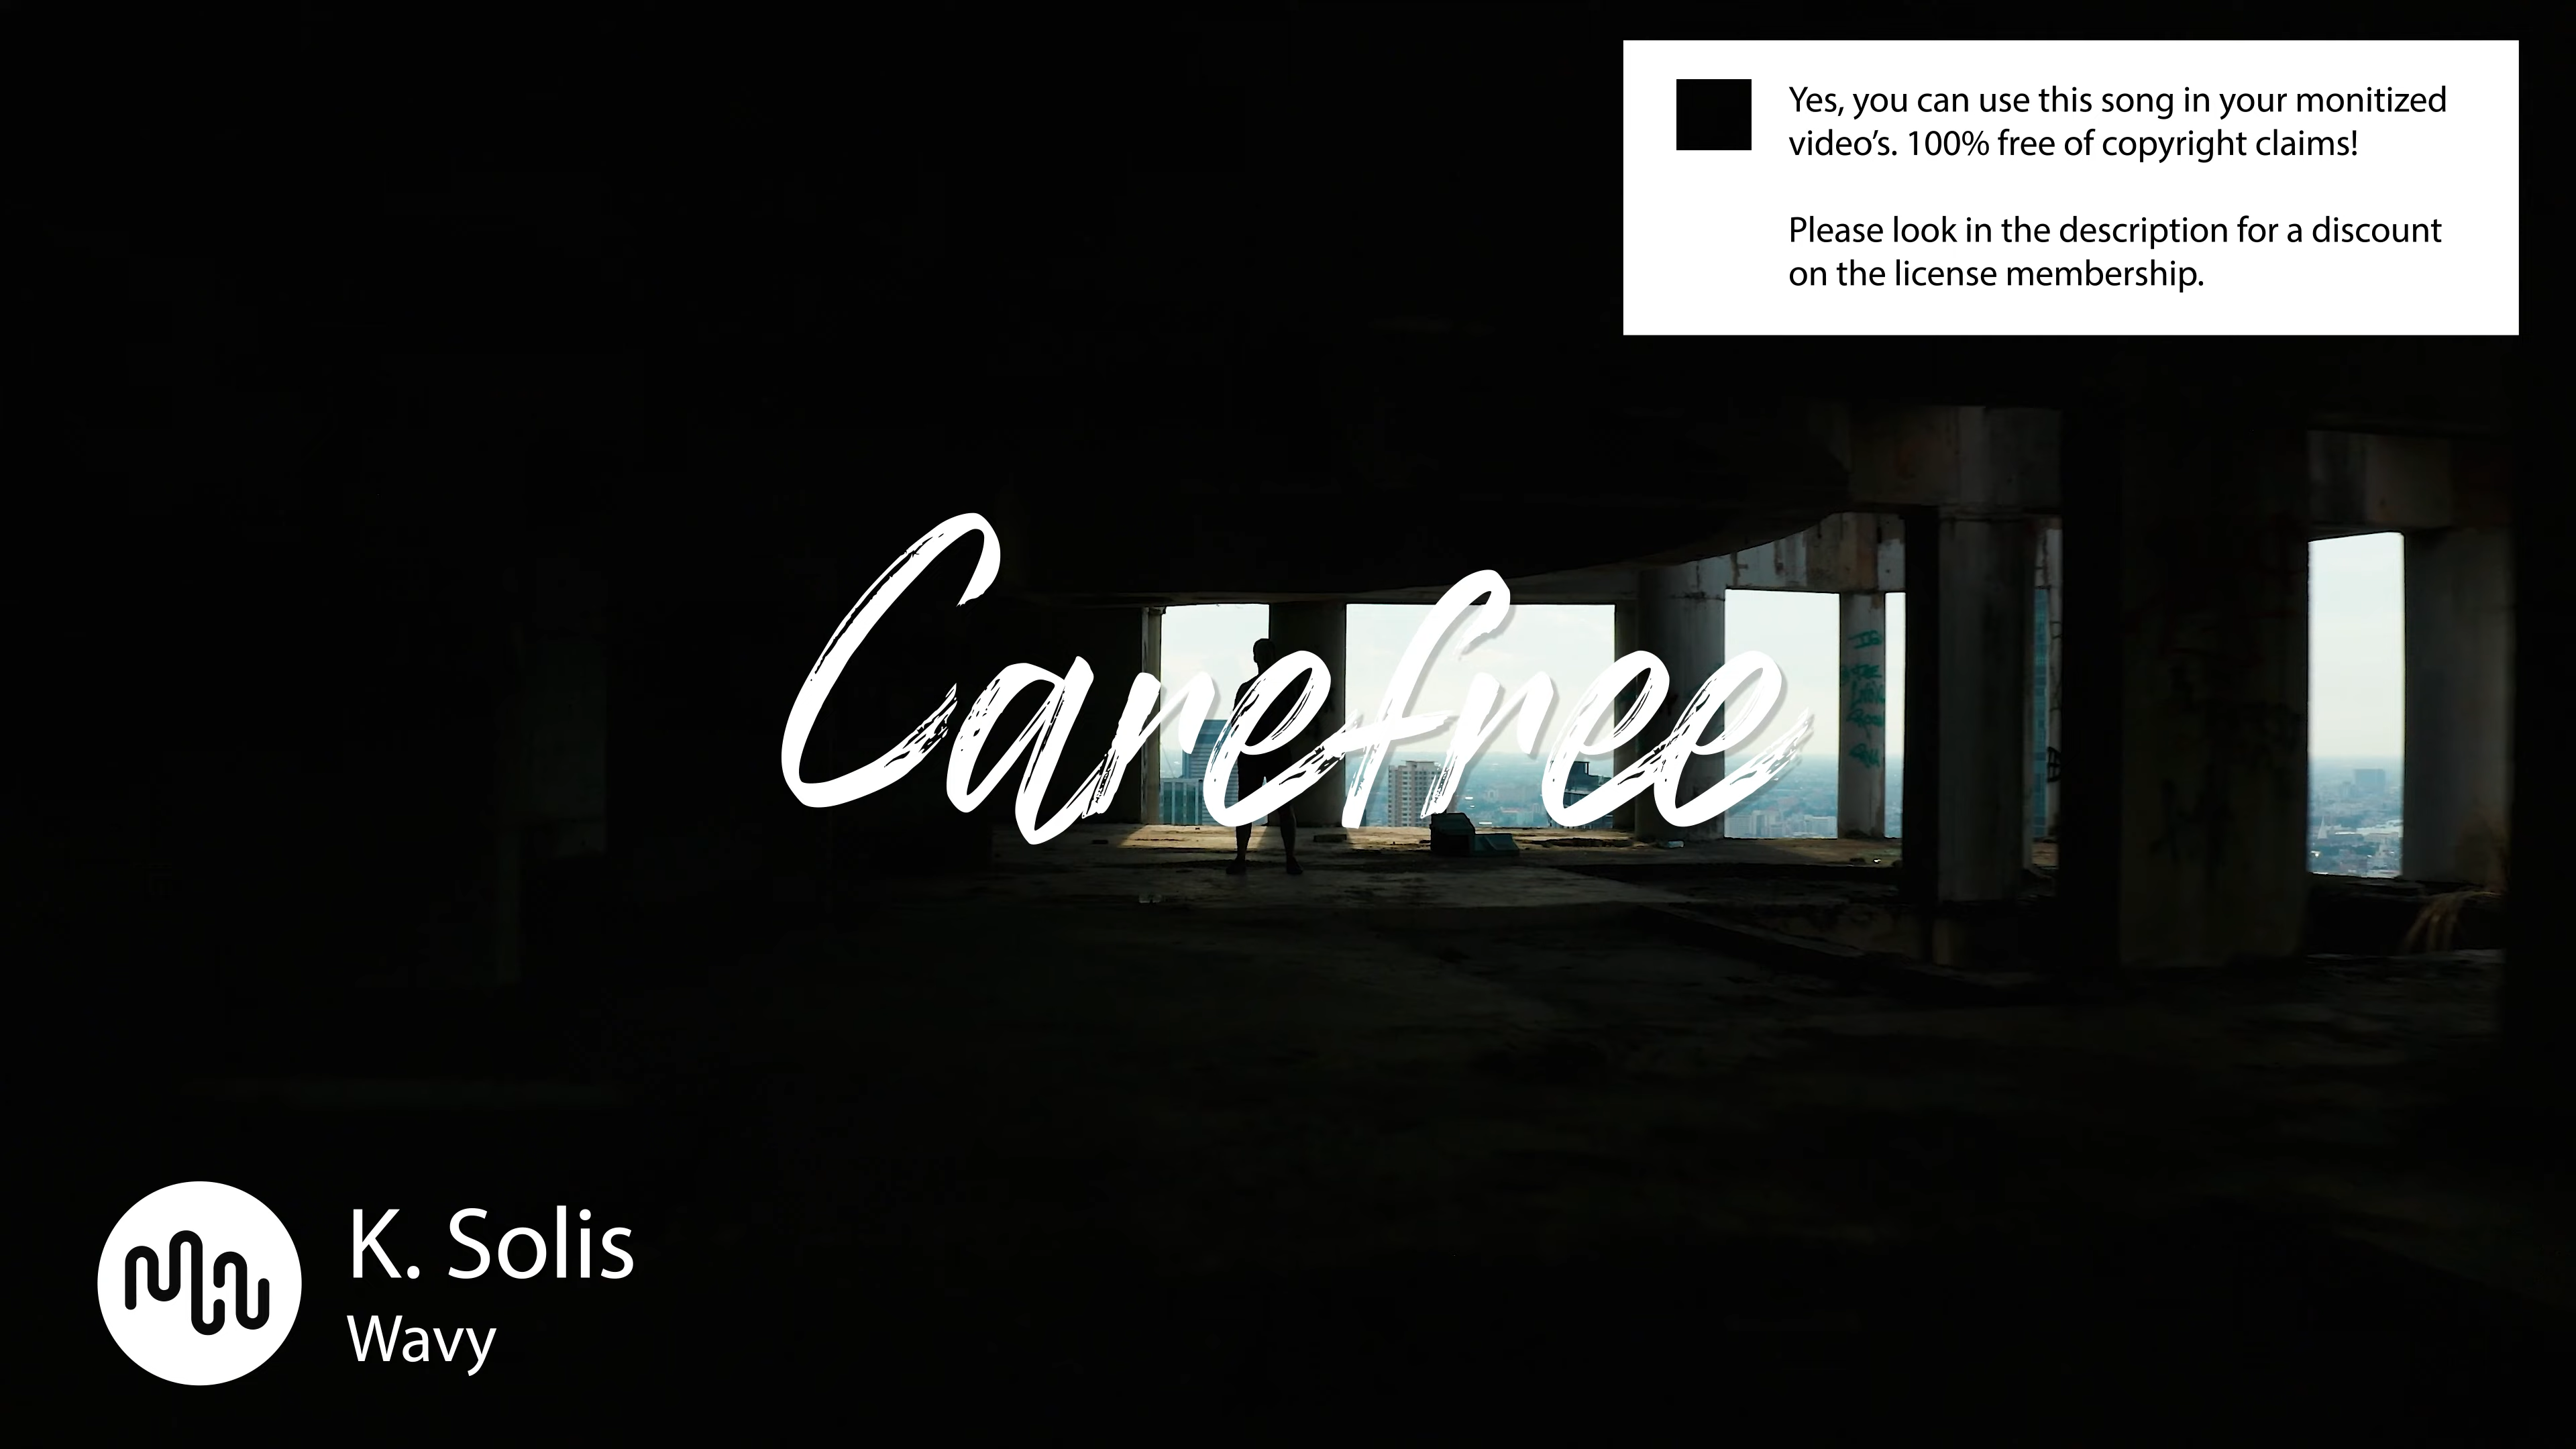 Yes, you can use this song in your monitized
video’s. 100% free of copyright claims!
Please look in the description for a discount
on the license membership.
Carefree
K. Solis
Wavy